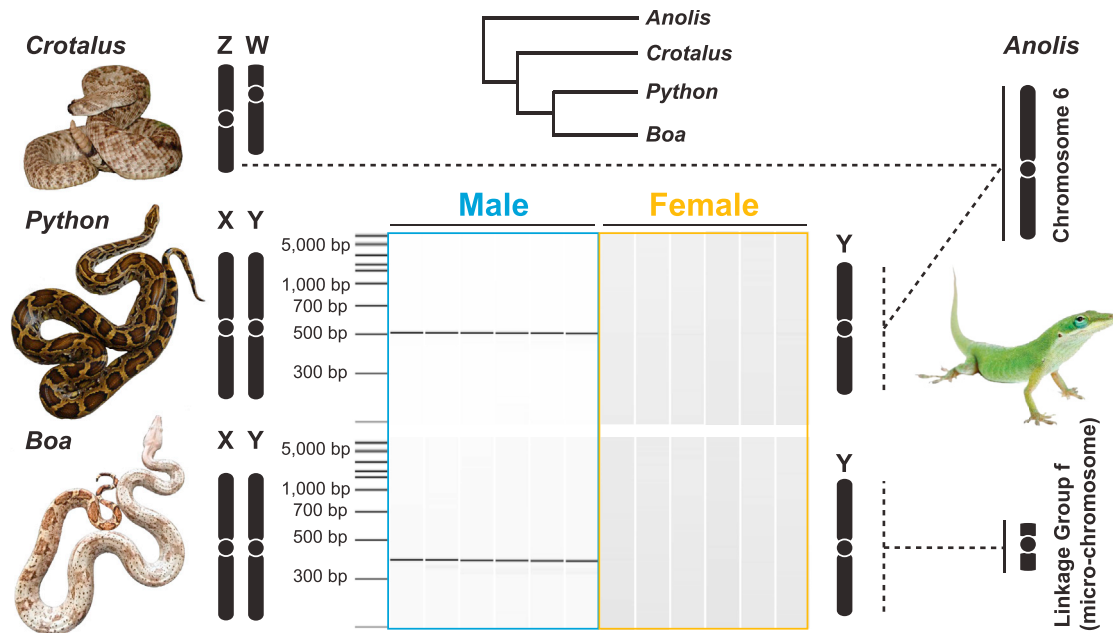 Anolis
Crotalus
Python
Boa
Crotalus
Z W
Anolis
Chromosome 6
Python
X Y
Male
Female
5,000 bp
1,000 bp
700 bp
500 bp
300 bp
Y
Boa
X Y
5,000 bp
1,000 bp
700 bp
500 bp
300 bp
Y
Linkage Group f
(micro-chromosome)